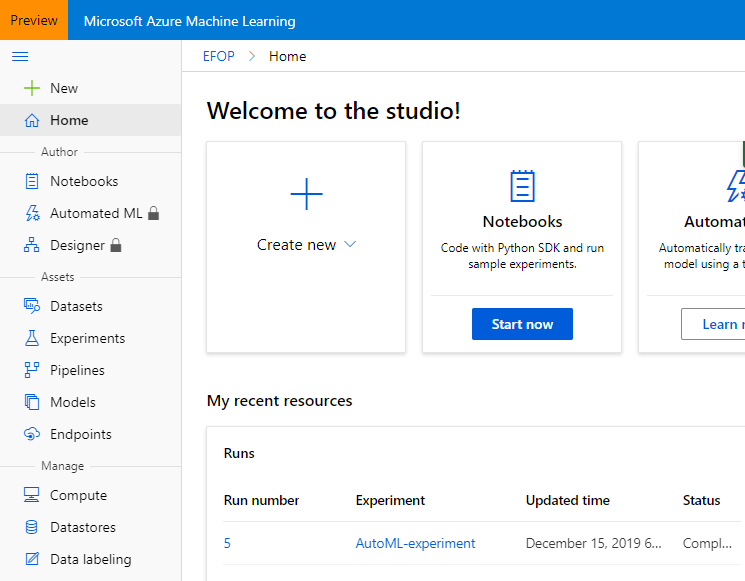 Preview
Microsoft Azure Machine Learning
EFOP > Home
New
Home
Author
Notebooks
Automated ML
Designer
Assets
Datasets
Experiments
Pipelines
Models
Endpoints
Manage
Compute
Datastores
Data labeling
Welcome to the studio!
Create new
Notebooks
Code with Python SDK and run
sample experiments.
Start now
Automat
Automatically tra
model using a t
Learn
My recent resources
Runs
Run number Experiment Updated time Status
5 AutoML-experiment December 15, 2019 6... Compl...